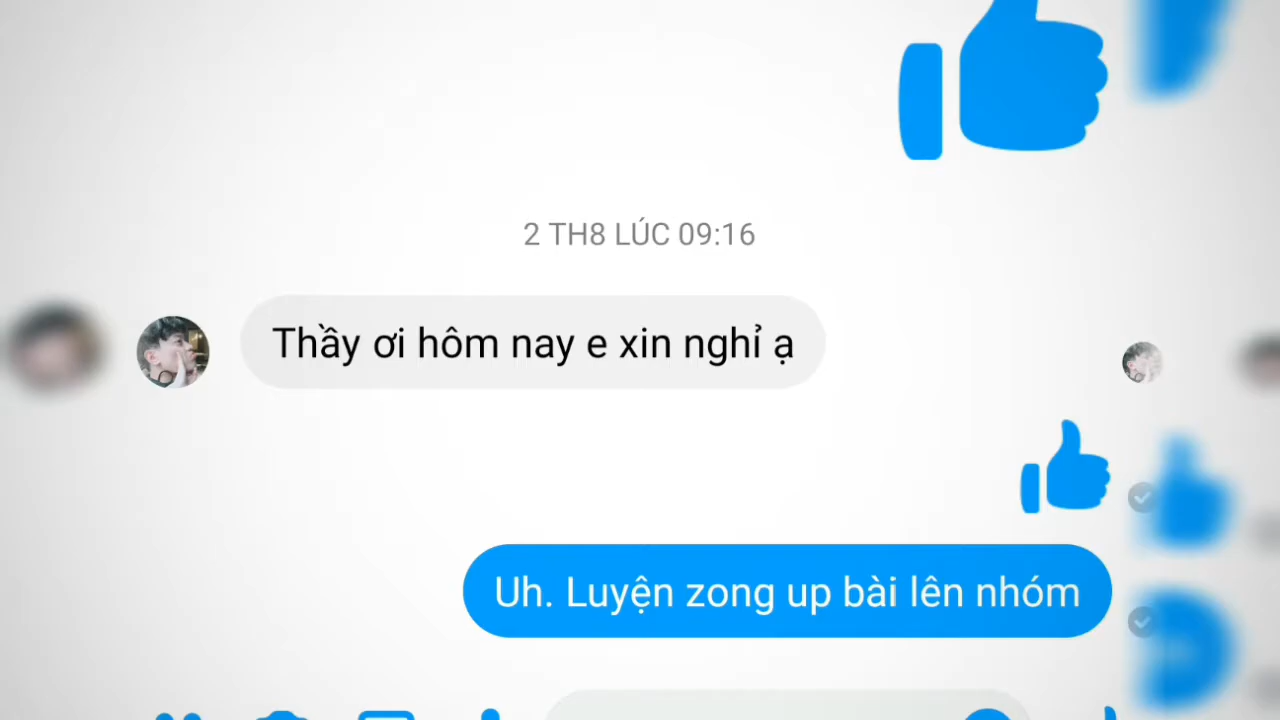 2 TH8 LÚC 09:16
Thầy ơi hôm nay e xin nghỉ ạ
Uh. Luyện zong up bài lên nhóm